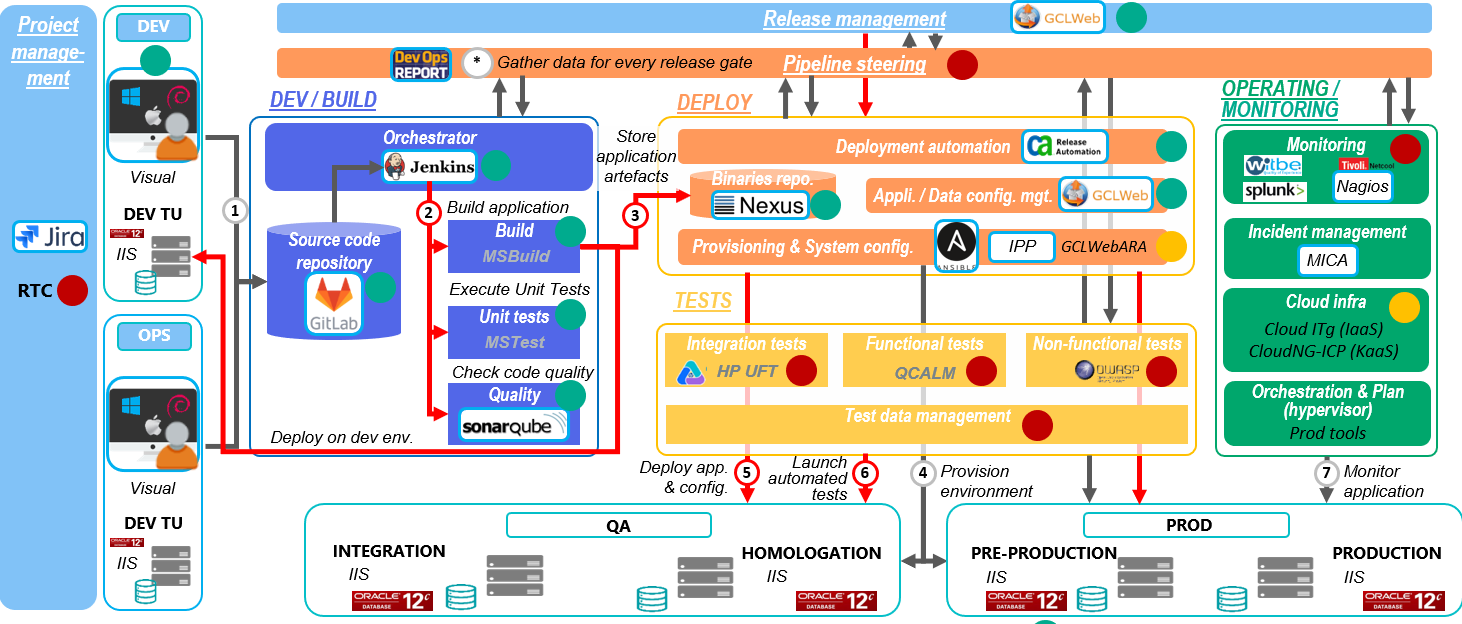 Project
manage-
ment
Jira
RTC
DEV
Visual
DEV TU
ORACLE 12c
IIS
OPS
Visual
DEV TU
ORACLE 12c
IIS
Release management
GCLWeb
DevOps
REPORT
*
Gather data for every release gate
Pipeline steering
DEV / BUILD
Orchestrator
Jenkins
1
2
Build application
Build
MSBuild
Source code
repository
GitLab
Execute Unit Tests
Unit tests
MSTest
Check code quality
Quality
sonarqube
Deploy on dev env.
Store
application
artefacts
3
DEPLOY
Deployment automation
ca Release
Automation
Binaries repo.
Nexus
Appli. / Data config. mgt.
GCLWeb
Provisioning & System config.
ANSIBLE
IPP
GCLWebARA
TESTS
Integration tests
HP UFT
Functional tests
QCALM
Non-functional tests
OWASP
Test data management
OPERATING /
MONITORING
Monitoring
witbe
Tivoli Netcool
splunk>
Nagios
Incident management
MICA
Cloud infra
Cloud ITg (IaaS)
CloudNG-ICP (KaaS)
Orchestration & Plan
(hypervisor)
Prod tools
Deploy app.
& config.
5
Launch
automated
tests
6
4
Provision
environment
7
Monitor
application
QA
INTEGRATION
IIS
ORACLE 12c
DATABASE
HOMOLOGATION
IIS
ORACLE 12c
DATABASE
PROD
PRE-PRODUCTION
IIS
ORACLE 12c
DATABASE
PRODUCTION
IIS
ORACLE 12c
DATABASE